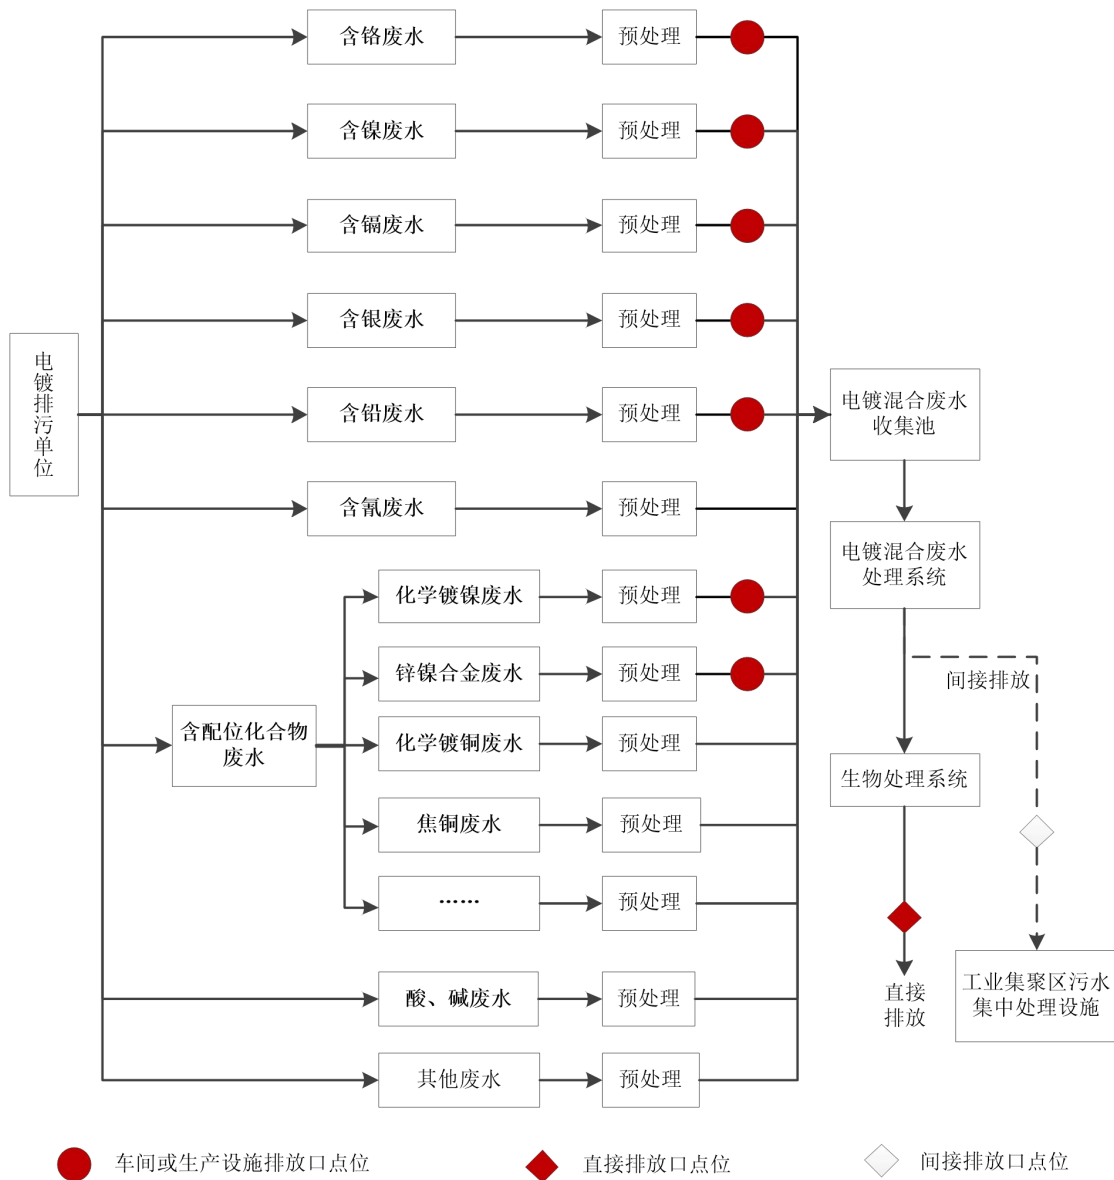 含铬废水
预处理
含镍废水
预处理
含镉废水
预处理
含银废水
预处理
电镀排污单位
含铅废水
预处理
电镀混合废水
收集池
含氰废水
预处理
电镀混合废水
处理系统
化学镀镍废水
预处理
锌镍合金废水
预处理
间接排放
含配位化合物
废水
化学镀铜废水
预处理
生物处理系统
焦铜废水
预处理
……
预处理
酸、碱废水
预处理
直接
排放
工业集聚区污水
集中处理设施
其他废水
预处理
车间或生产设施排放口点位
直接排放口点位
间接排放口点位